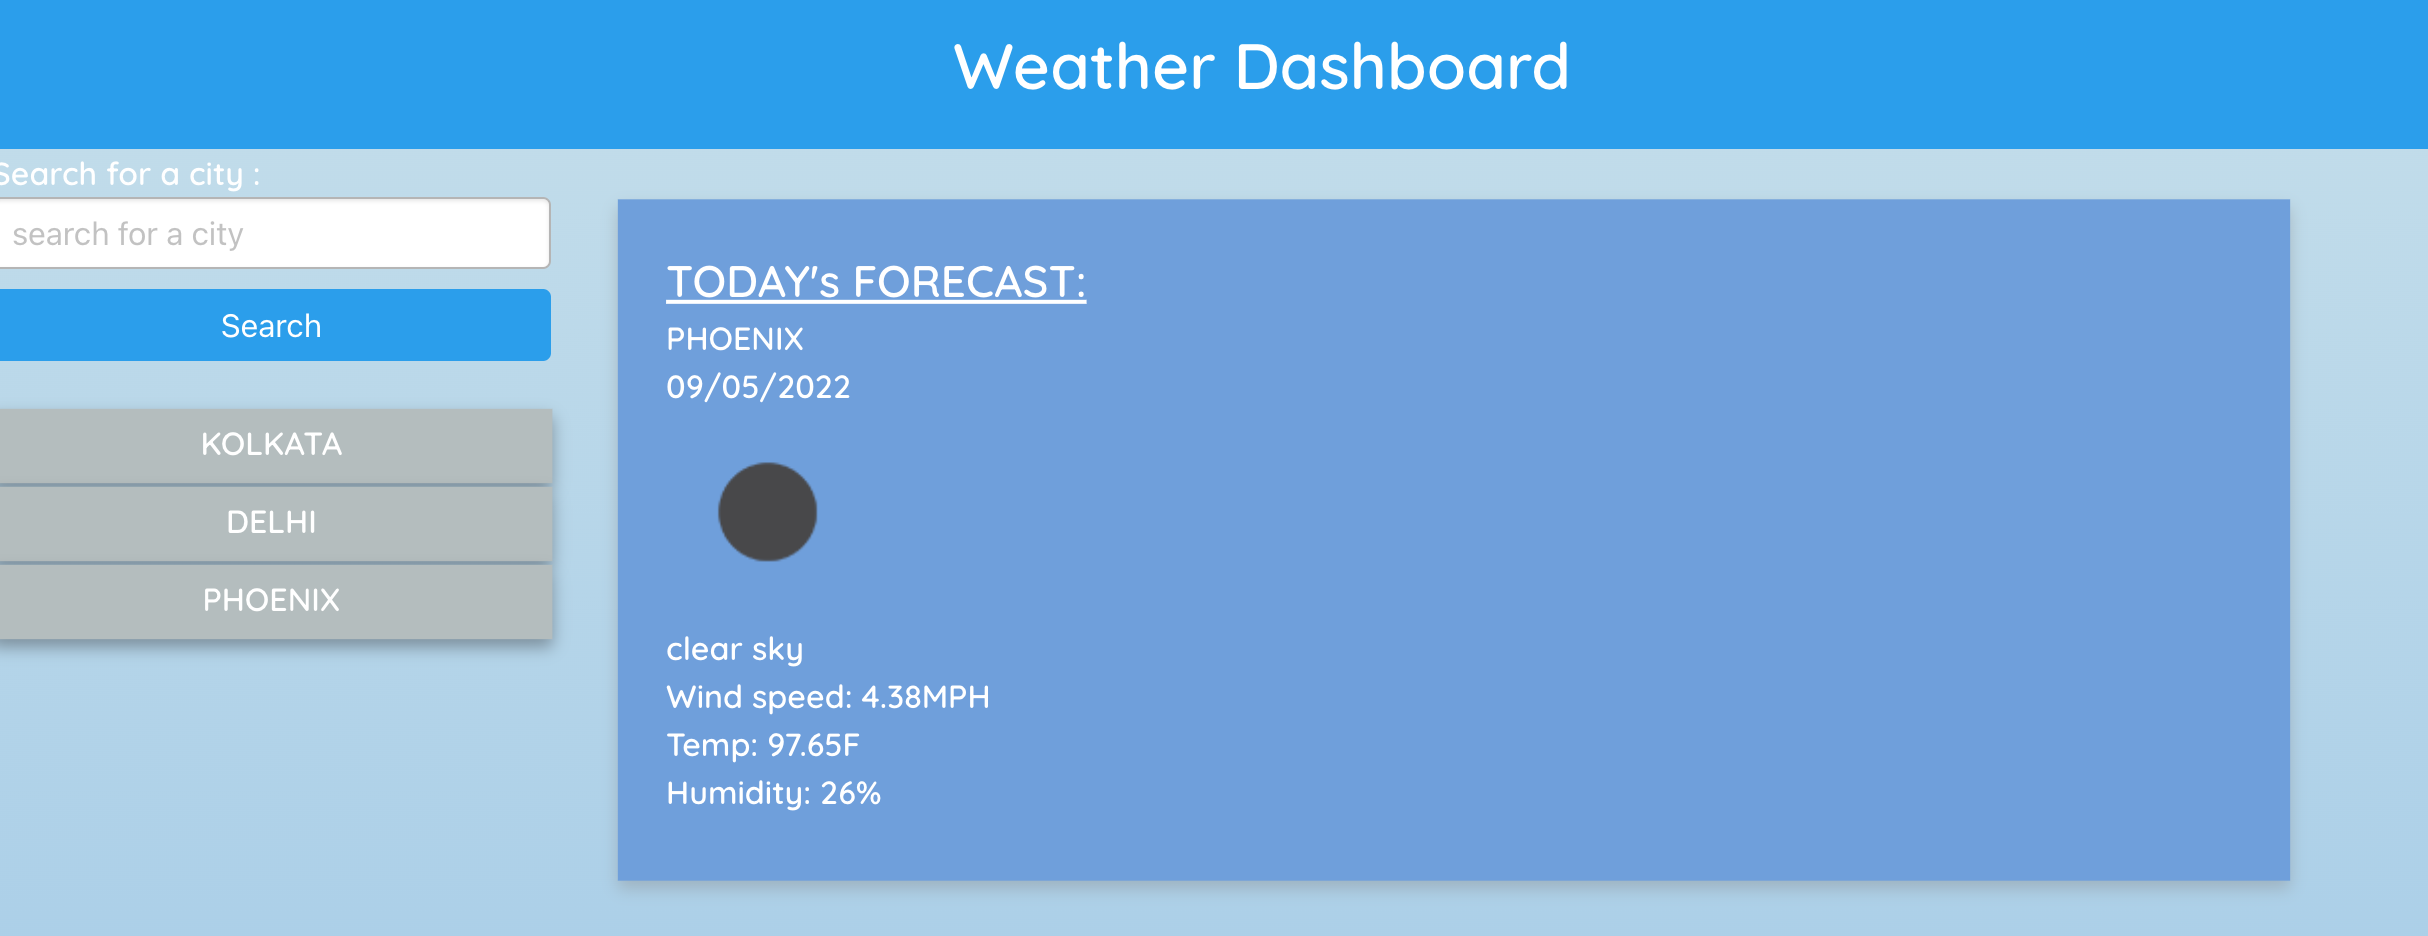 Weather Dashboard
Search for a city :
search for a city
Search
KOLKATA
DELHI
PHOENIX
TODAY's FORECAST:
PHOENIX
09/05/2022
clear sky
Wind speed: 4.38MPH
Temp: 97.65F
Humidity: 26%